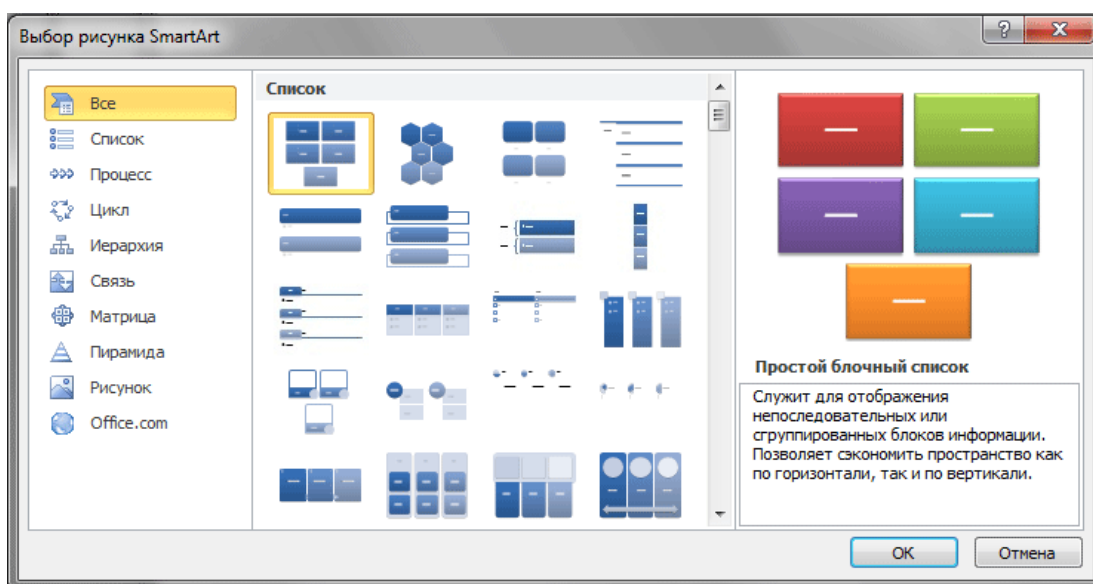 Выбор рисунка SmartArt
Все
Список
Процесс
Цикл
Иерархия
Связь
Матрица
Пирамида
Рисунок
Office.com
Список
Простой блочный список
Служит для отображения
непоследовательных или
сгруппированных блоков информации.
Позволяет сэкономить пространство как
по горизонтали, так и по вертикали.
ОК
Отмена